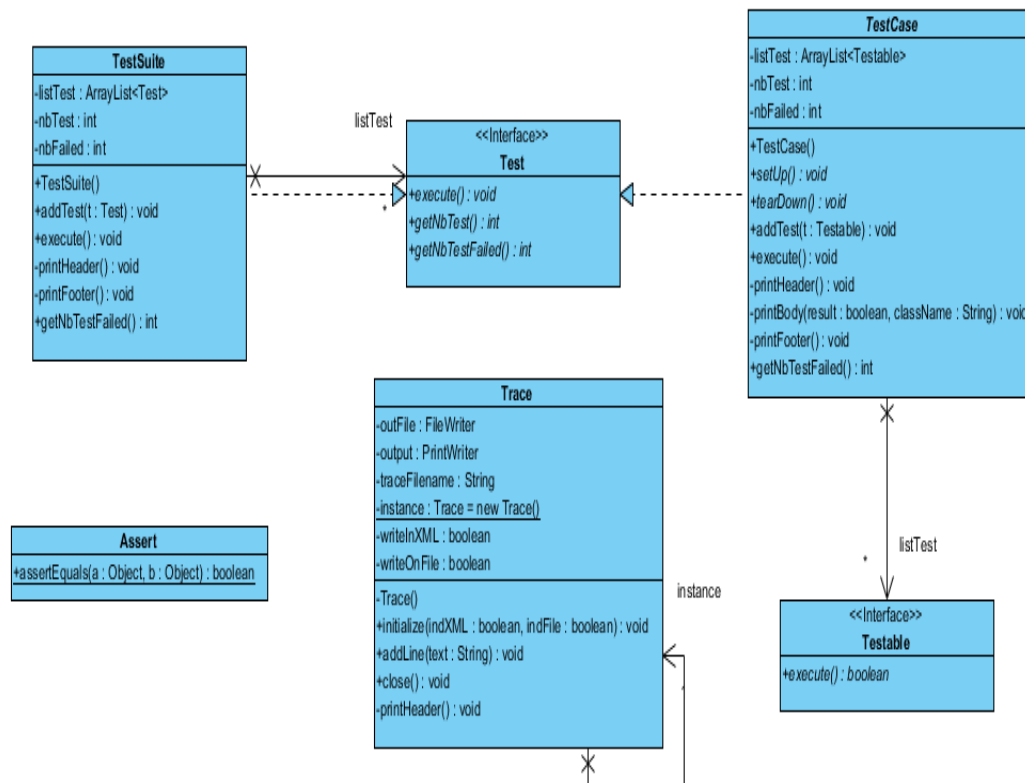 TestSuite
-listTest : ArrayList<Test>
-nbTest : int
-nbFailed : int
+TestSuite()
+addTest(t : Test) : void
+execute() : void
-printHeader() : void
-printFooter() : void
+getNbTestFailed() : int
listTest
*
<<Interface>>
Test
+execute() : void
+getNbTest() : int
+getNbTestFailed() : int
TestCase
-listTest : ArrayList<Testable>
-nbTest : int
-nbFailed : int
+TestCase()
+setUp() : void
+tearDown() : void
+addTest(t : Testable) : void
+execute() : void
-printHeader() : void
-printBody(result : boolean, className : String) : void
-printFooter() : void
+getNbTestFailed() : int
Trace
-outFile : FileWriter
-output : PrintWriter
-traceFilename : String
-instance : Trace = new Trace()
-writeInXML : boolean
-writeOnFile : boolean
-Trace()
+initialize(indXML : boolean, indFile : boolean) : void
+addLine(text : String) : void
+close() : void
-printHeader() : void
instance
Assert
+assertEquals(a : Object, b : Object) : boolean
listTest
*
<<Interface>>
Testable
+execute() : boolean